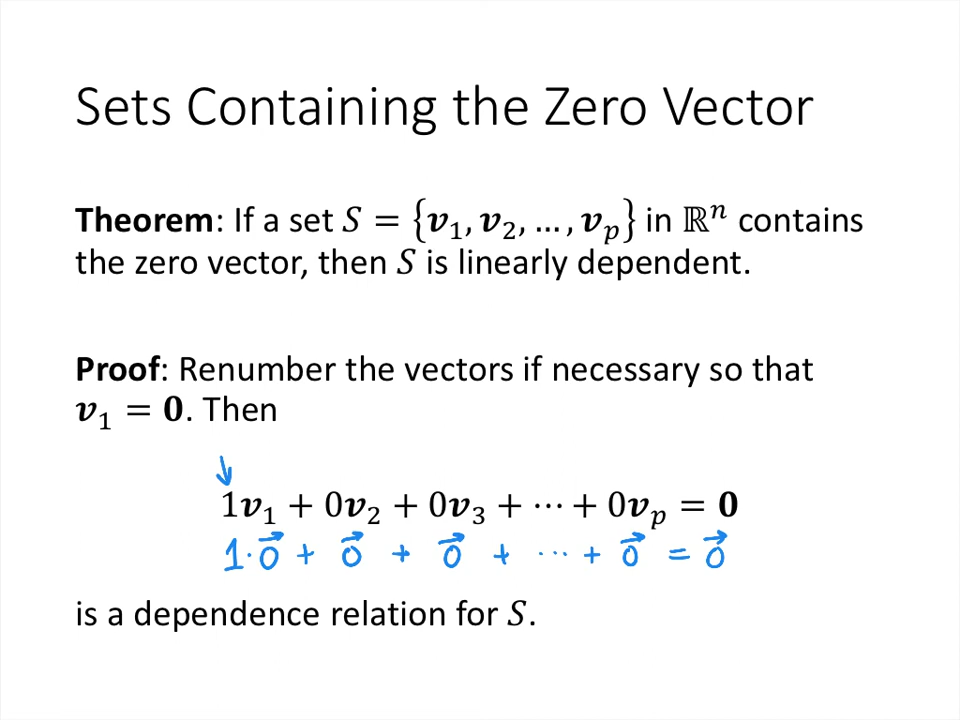 Sets Containing the Zero Vector
Theorem: If a set 𝑆 = {𝒗₁, 𝒗₂, … , 𝒗ₚ} in ℝⁿ contains
the zero vector, then 𝑆 is linearly dependent.
Proof: Renumber the vectors if necessary so that
𝒗₁ = 𝟎. Then
1𝒗₁ + 0𝒗₂ + 0𝒗₃ + ⋯ + 0𝒗ₚ = 𝟎
1·0⃗ + 0⃗ + 0⃗ + ⋯ + 0⃗ = 0⃗
is a dependence relation for 𝑆.